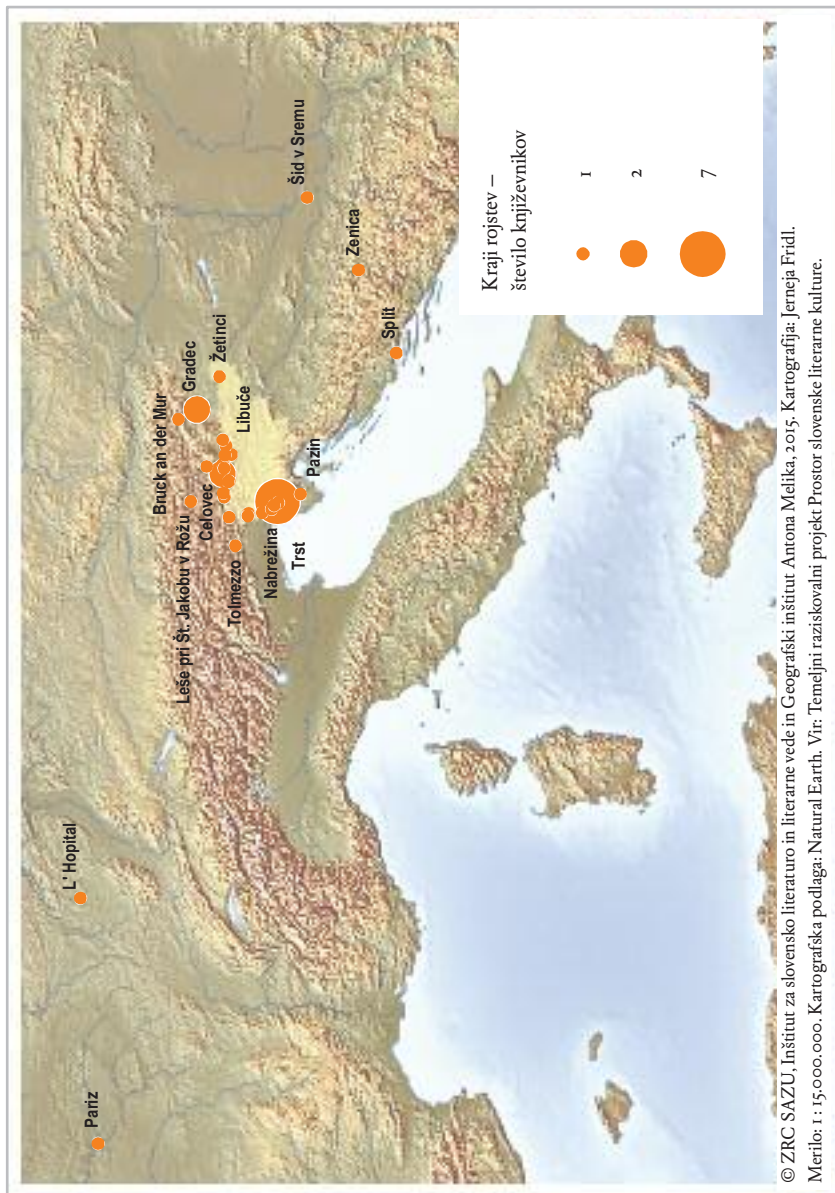 Pariz
L' Hopital
Bruck an der Mur
Gradec
Leše pri Št. Jakobu v Rožu
Žetinci
Celovec
Libuče
Tolmezzo
Nabrežina
Trst
Pazin
Šid v Sremu
Zenica
Split
Kraji rojstev –
število književnikov
1
2
7
© ZRC SAZU, Inštitut za slovensko literaturo in literarne vede in Geografski inštitut Antona Melika, 2015. Kartografija: Jerneja Fridl.
Merilo: 1 : 15.000.000. Kartografska podlaga: Natural Earth. Vir: Temeljni raziskovalni projekt Prostor slovenske literarne kulture.